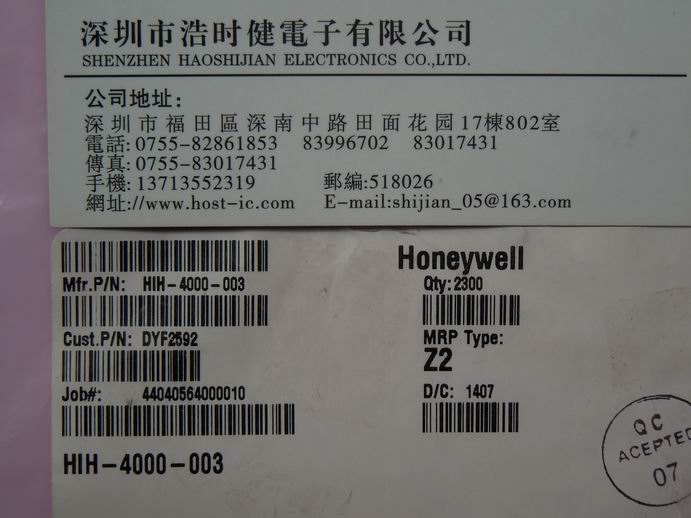 深圳市浩时健電子有限公司
SHENZHEN HAOSHIJIAN ELECTRONICS CO.,LTD.
公司地址:
深圳市福田區深南中路田面花园17棟802室
電話:0755-82861853 83996702 83017431
傳真:0755-83017431
手機:13713552319 郵編:518026
網址://www.host-ic.com E-mail:shijian_05@163.com
Honeywell
Mfr.P/N: HIH-4000-003 Qty:2300
Cust.P/N: DYF2592 MRP Type:
Z2
Job#: 44040564000010 D/C: 1407
HIH-4000-003
QC
ACEPTED
07